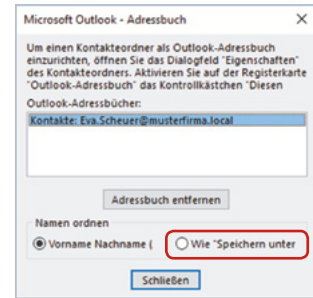 Microsoft Outlook - Adressbuch
Um einen Kontakteordner als Outlook-Adressbuch
einzurichten, öffnen Sie das Dialogfeld "Eigenschaften"
des Kontakteordners. Aktivieren Sie auf der Registerkarte
"Outlook-Adressbuch" das Kontrollkästchen "Diesen
Outlook-Adressbücher:
Kontakte: Eva.Scheuer@musterfirma.local
Adressbuch entfernen
Namen ordnen
Vorname Nachname (
Wie "Speichern unter
Schließen